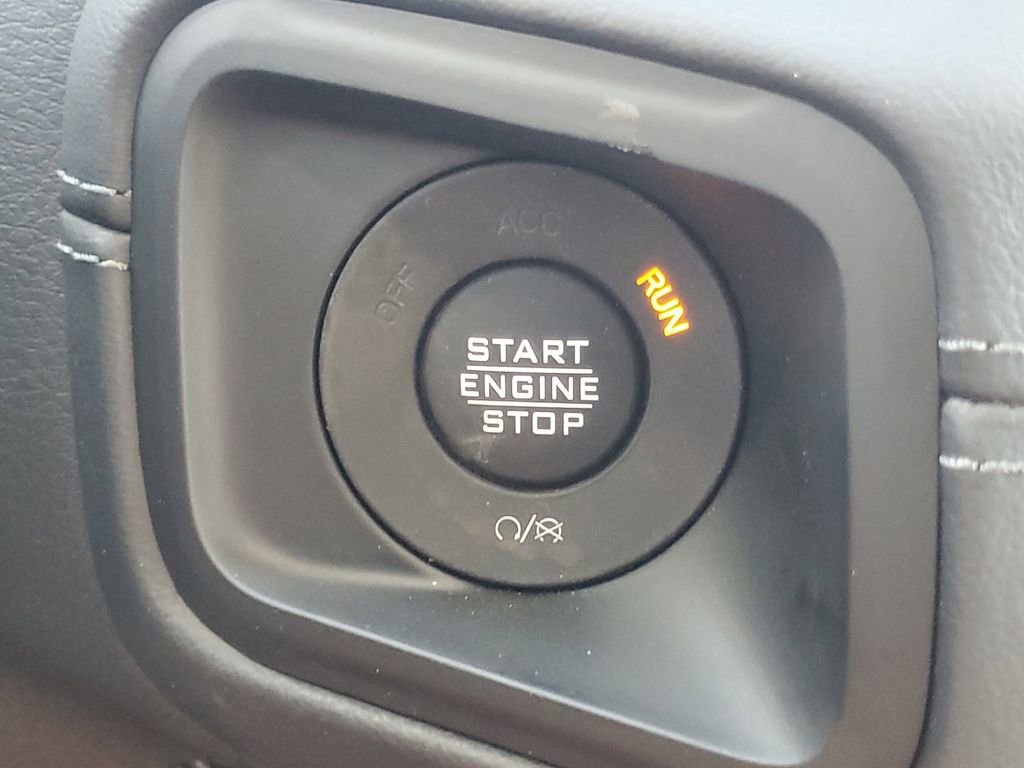 ACC
OFF
RUN
START
ENGINE
STOP